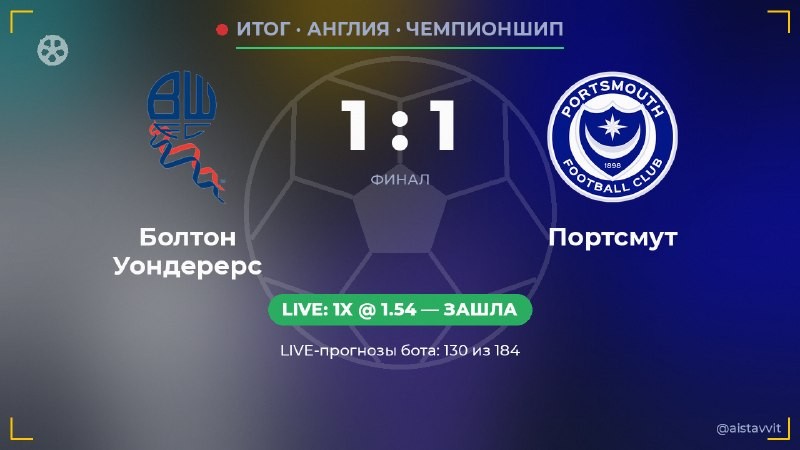 ИТОГ · АНГЛИЯ · ЧЕМПИОНШИП
BW
1 : 1
ФИНАЛ
PORTSMOUTH
1898
FOOTBALL CLUB
Болтон
Уондерерс
Портсмут
LIVE: 1X @ 1.54 — ЗАШЛА
LIVE-прогнозы бота: 130 из 184
@aistavvit